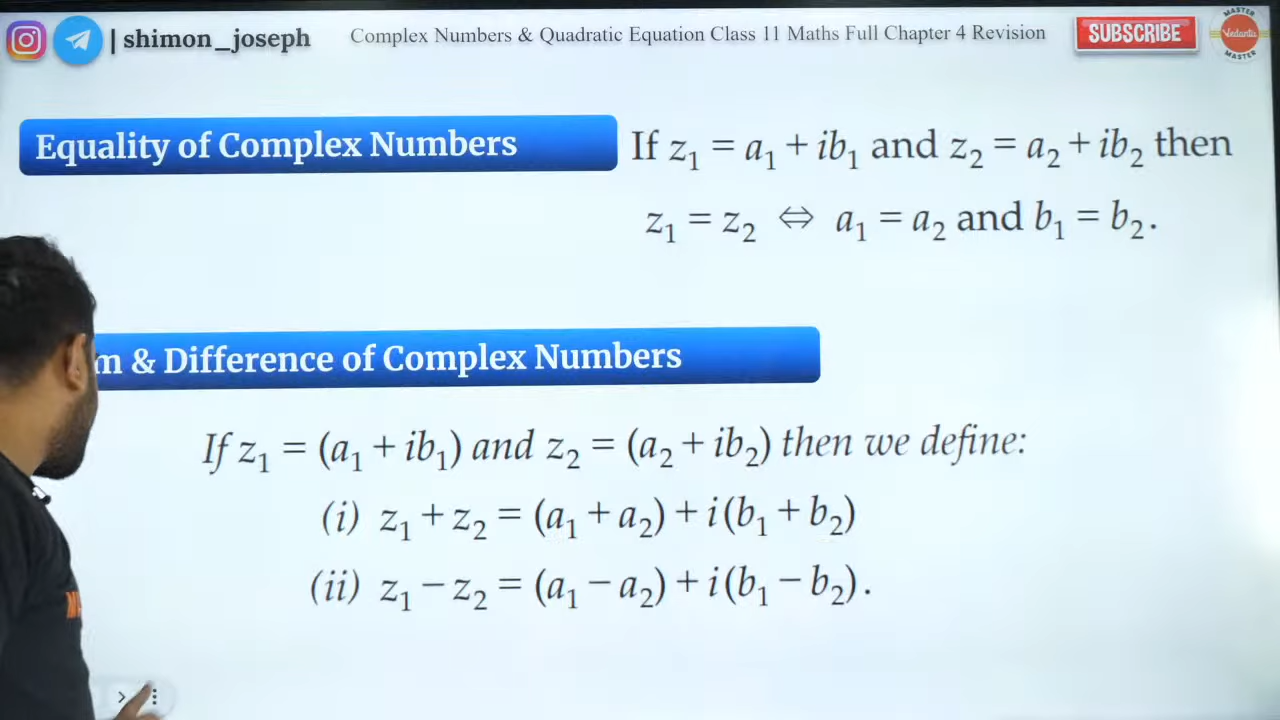 | shimon_joseph
Complex Numbers & Quadratic Equation Class 11 Maths Full Chapter 4 Revision
SUBSCRIBE
MASTER
Vedantu
MASTER
Equality of Complex Numbers
If z₁ = a₁ + ib₁ and z₂ = a₂ + ib₂ then
z₁ = z₂ ⇔ a₁ = a₂ and b₁ = b₂.
m & Difference of Complex Numbers
If z₁ = (a₁ + ib₁) and z₂ = (a₂ + ib₂) then we define:
(i) z₁ + z₂ = (a₁ + a₂) + i(b₁ + b₂)
(ii) z₁ − z₂ = (a₁ − a₂) + i(b₁ − b₂).